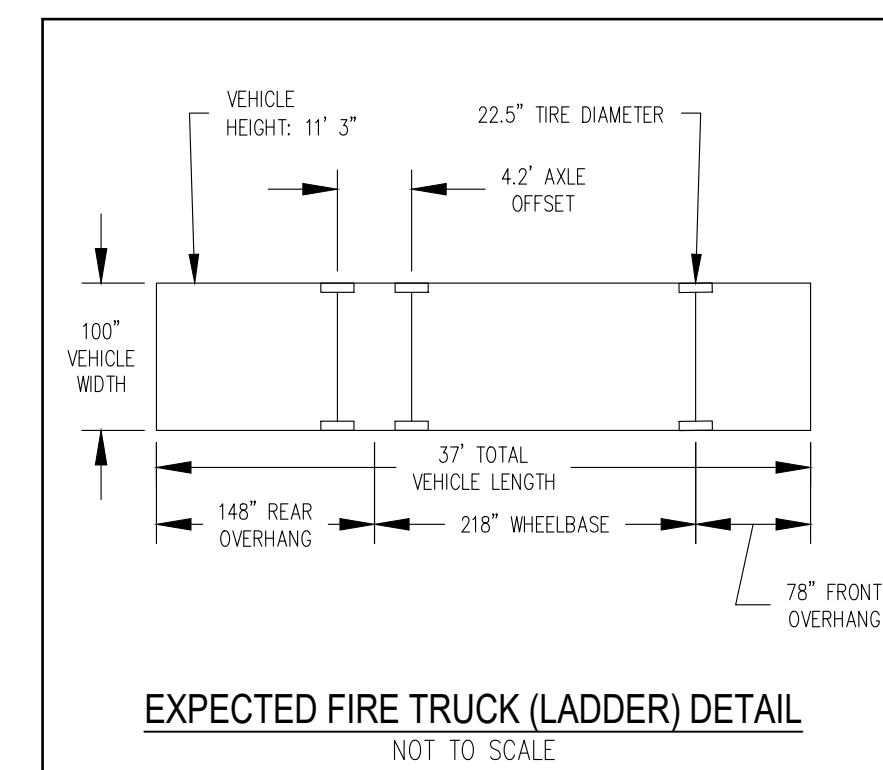 VEHICLE
HEIGHT: 11' 3"
22.5" TIRE DIAMETER
4.2' AXLE
OFFSET
100"
VEHICLE
WIDTH
37' TOTAL
VEHICLE LENGTH
148" REAR
OVERHANG
218" WHEELBASE
78" FRONT
OVERHANG
EXPECTED FIRE TRUCK (LADDER) DETAIL
NOT TO SCALE